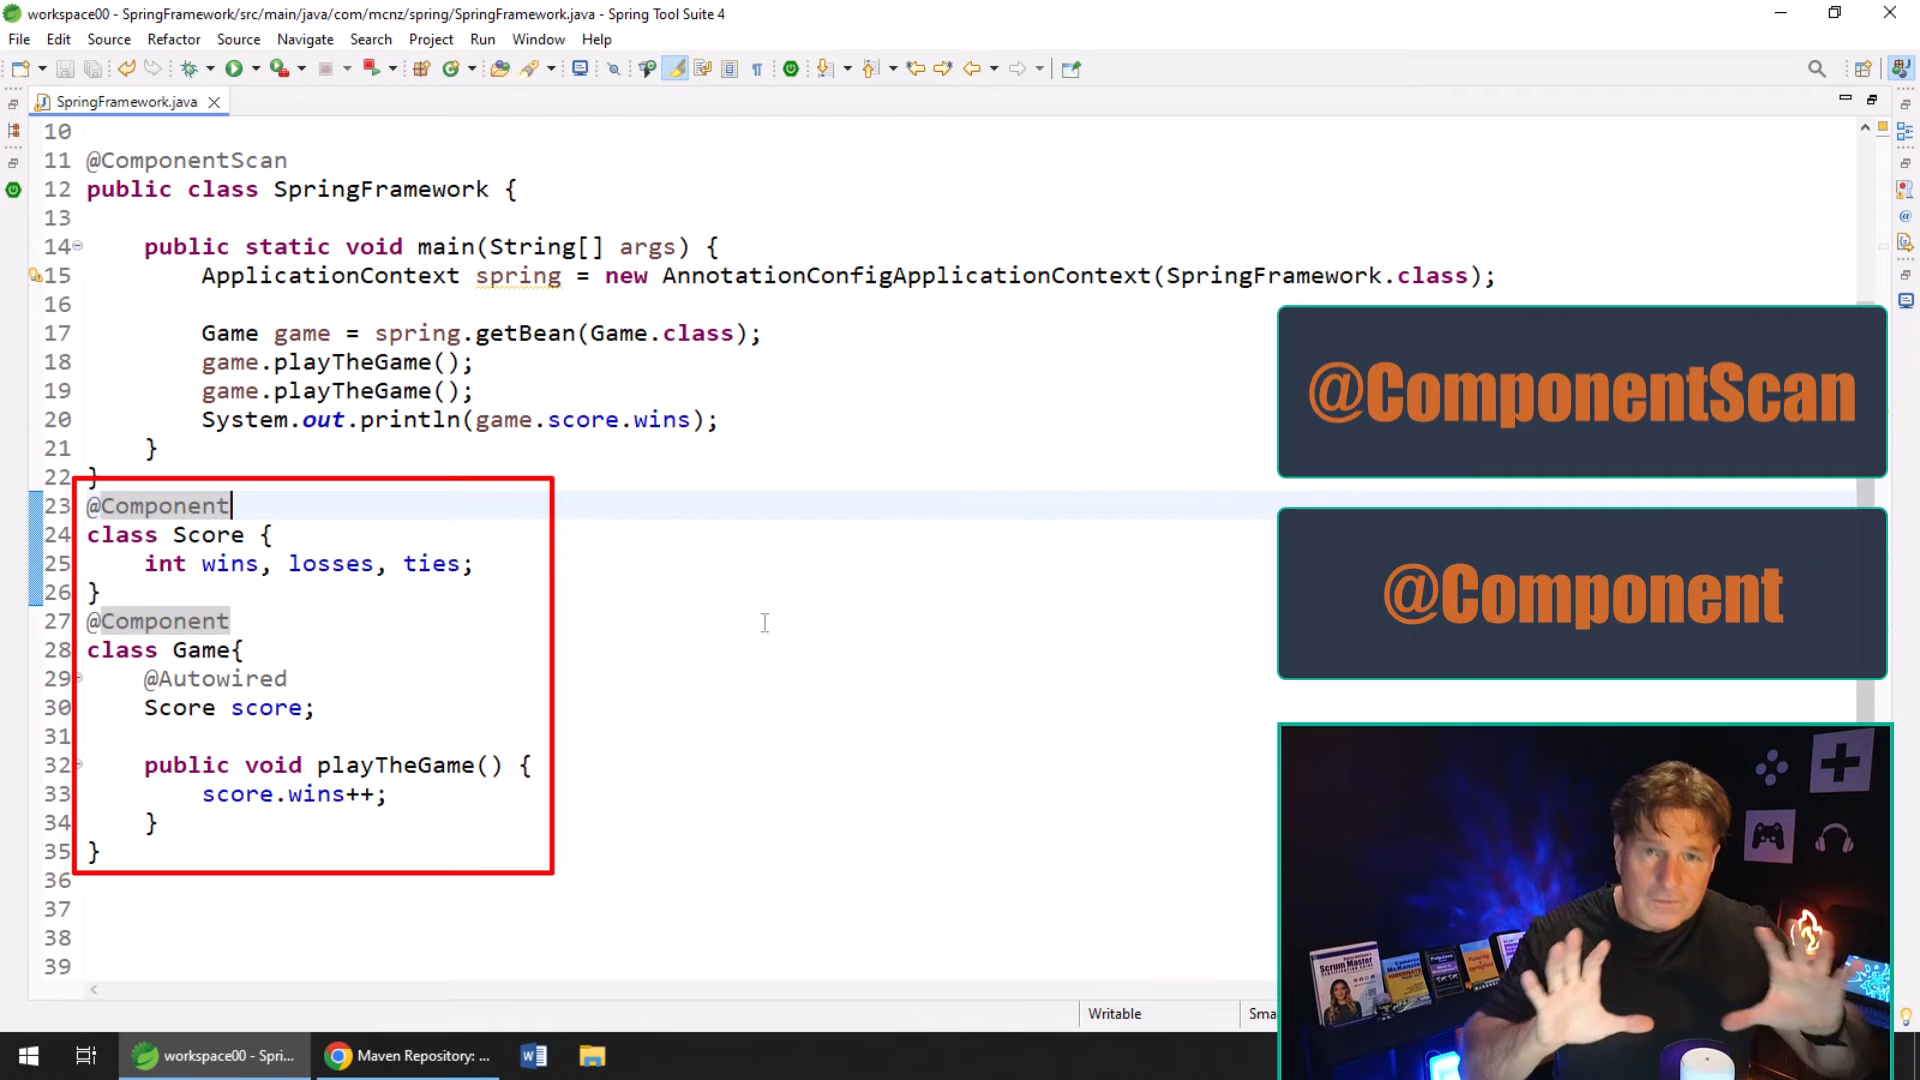 workspace00 - SpringFramework/src/main/java/com/mcnz/spring/SpringFramework.java - Spring Tool Suite 4
File Edit Source Refactor Source Navigate Search Project Run Window Help
SpringFramework.java
10
11 @ComponentScan
12 public class SpringFramework {
13
14 public static void main(String[] args) {
15 ApplicationContext spring = new AnnotationConfigApplicationContext(SpringFramework.class);
16
17 Game game = spring.getBean(Game.class);
18 game.playTheGame();
19 game.playTheGame();
20 System.out.println(game.score.wins);
21 }
22 }
23 @Component
24 class Score {
25 int wins, losses, ties;
26 }
27 @Component
28 class Game{
29 @Autowired
30 Score score;
31
32 public void playTheGame() {
33 score.wins++;
34 }
35 }
36
37
38
39
@ComponentScan
@Component
Scrum Master
Writable
Sma
workspace00 - Spri...
Maven Repository: ...